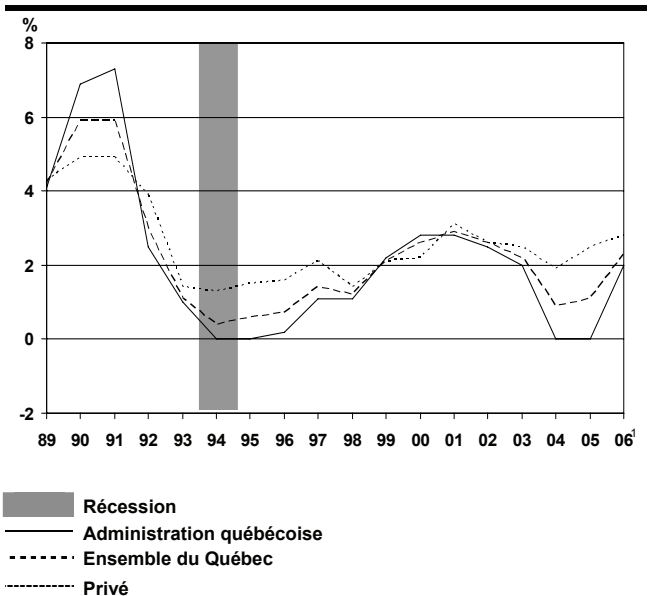 %
8
6
4
2
0
-2
89 90 91 92 93 94 95 96 97 98 99 00 01 02 03 04 05 06¹
Récession
Administration québécoise
Ensemble du Québec
Privé